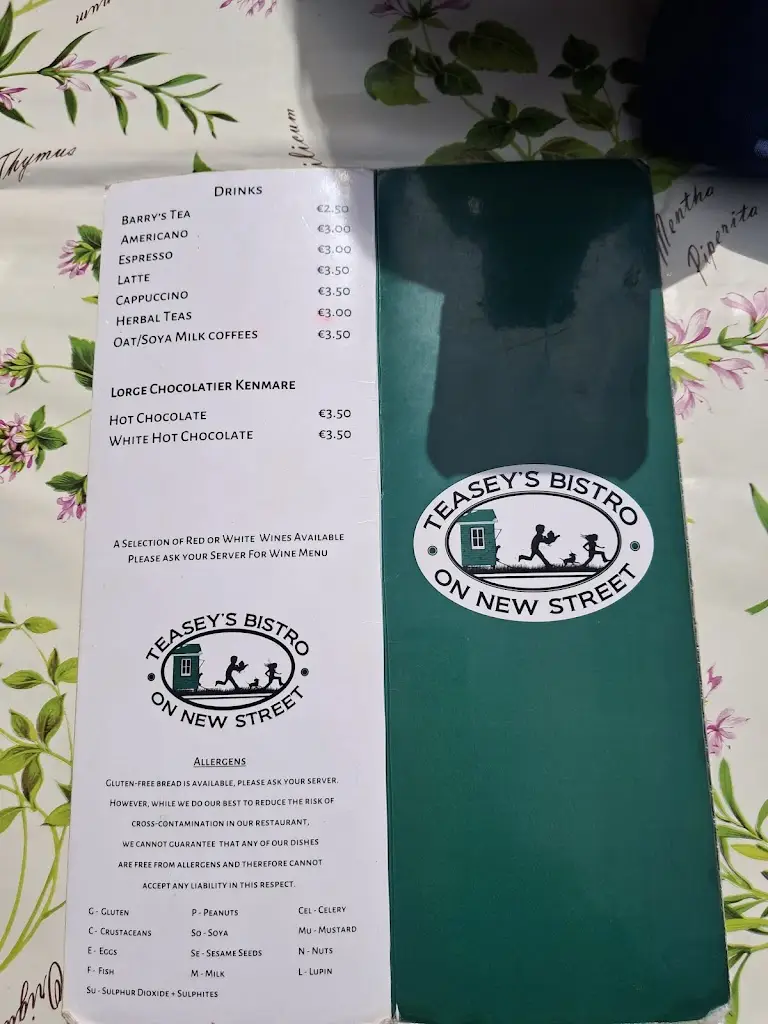 um
Thymus
ilicum
Mentha
Piperita
DRINKS
BARRY'S TEA €2.50
AMERICANO €3.00
ESPRESSO €3.00
LATTE €3.50
CAPPUCCINO €3.50
HERBAL TEAS €3.00
OAT/SOYA MILK COFFEES €3.50
LORGE CHOCOLATIER KENMARE
HOT CHOCOLATE €3.50
WHITE HOT CHOCOLATE €3.50
A SELECTION OF RED OR WHITE WINES AVAILABLE
PLEASE ASK YOUR SERVER FOR WINE MENU
TEASEY'S BISTRO
ON NEW STREET
ALLERGENS
GLUTEN-FREE BREAD IS AVAILABLE, PLEASE ASK YOUR SERVER.
HOWEVER, WHILE WE DO OUR BEST TO REDUCE THE RISK OF
CROSS-CONTAMINATION IN OUR RESTAURANT,
WE CANNOT GUARANTEE THAT ANY OF OUR DISHES
ARE FREE FROM ALLERGENS AND THEREFORE CANNOT
ACCEPT ANY LIABILITY IN THIS RESPECT.
G - GLUTEN P - PEANUTS CEL - CELERY
C - CRUSTACEANS SO - SOYA MU - MUSTARD
E - EGGS SE - SESAME SEEDS N - NUTS
F - FISH M - MILK L - LUPIN
SU - SULPHUR DIOXIDE + SULPHITES
TEASEY'S BISTRO
ON NEW STREET
Orig